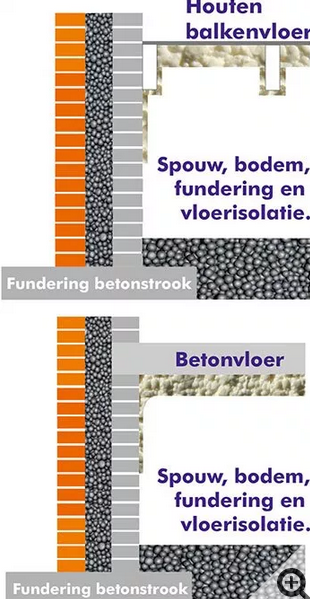 Houten
balkenvloer
Spouw, bodem,
fundering en
vloerisolatie.
Fundering betonstrook
Betonvloer
Spouw, bodem,
fundering en
vloerisolatie.
Fundering betonstrook